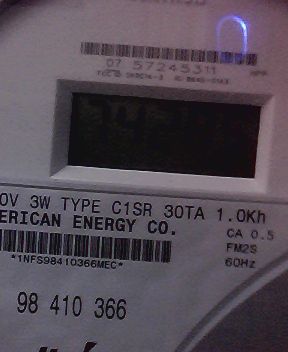 07 57245311
0V 3W TYPE C1SR 30TA 1.0Kh
ERICAN ENERGY CO.
CA 0.5
FM2S
60Hz
*1NFS98410366MEC*
98 410 366